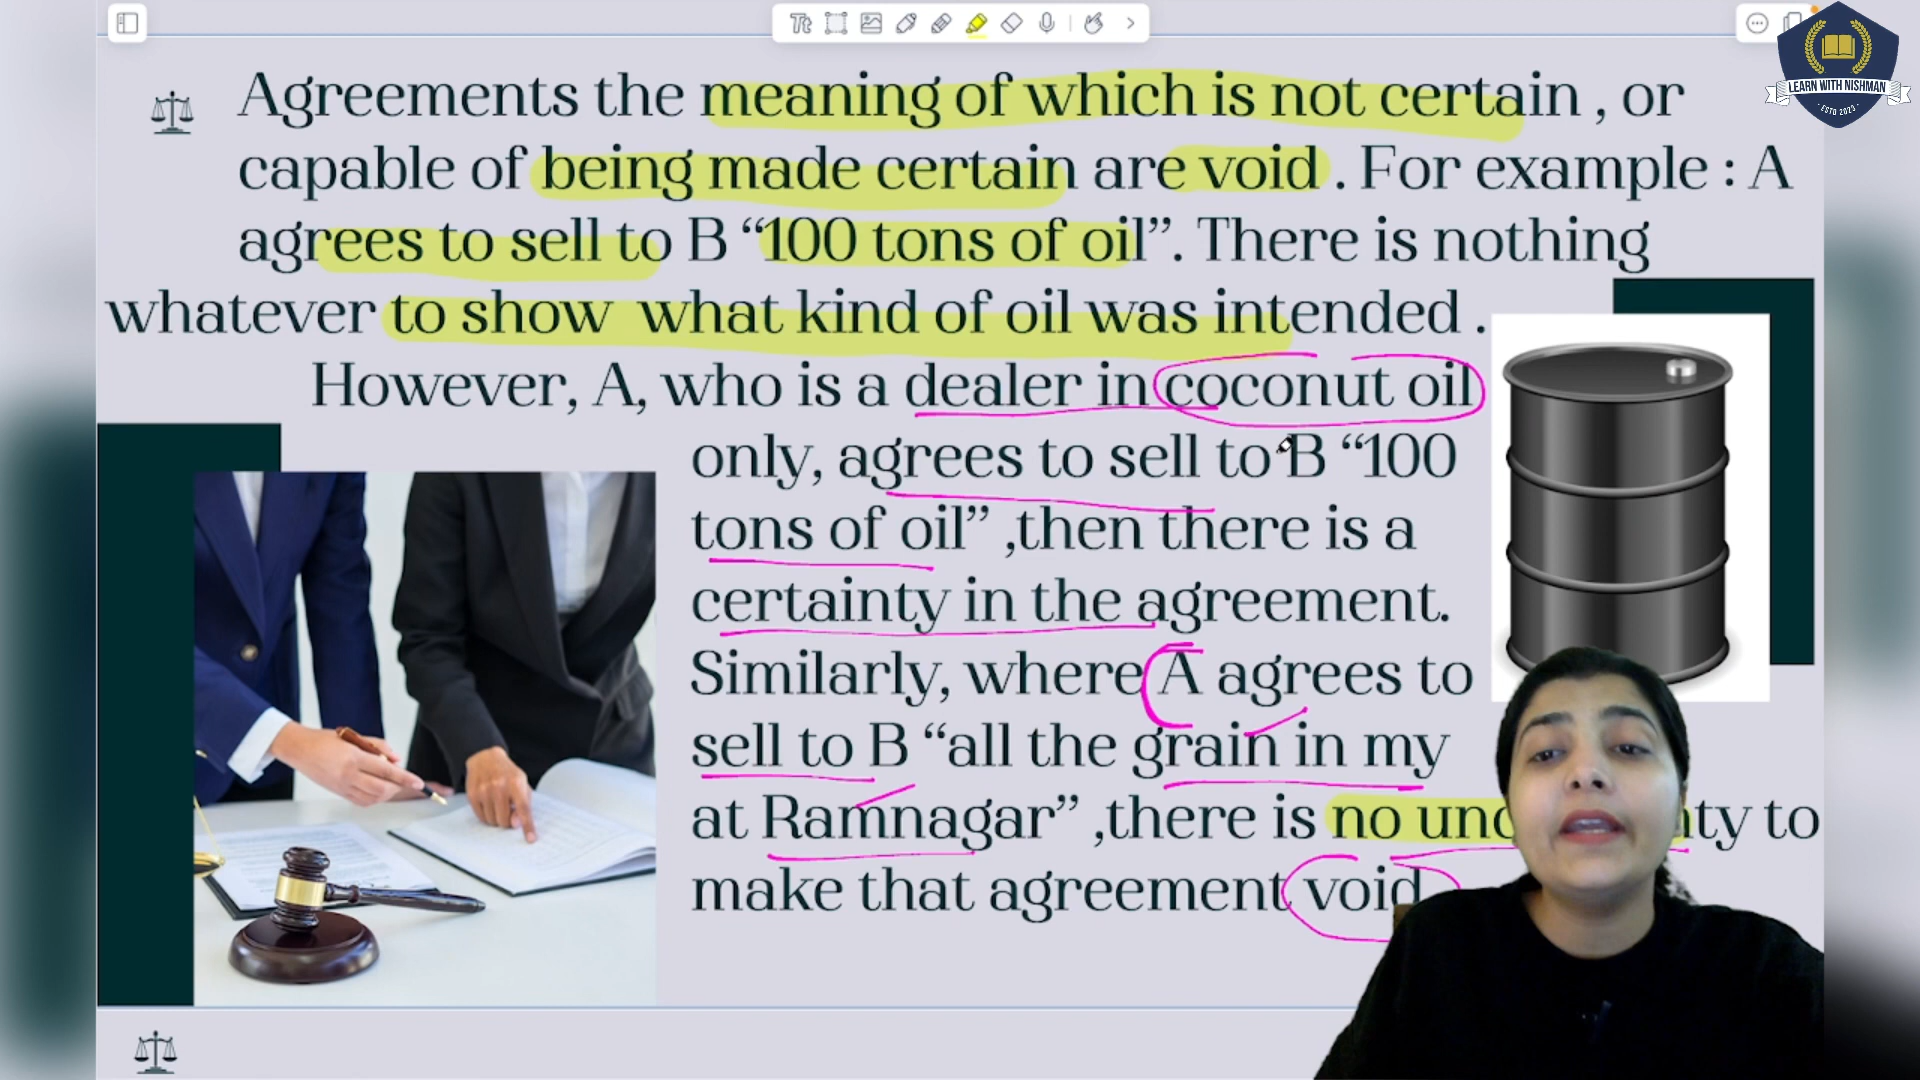 LEARN WITH NISHMAN
ESTD 2023
Tt
Agreements the meaning of which is not certain , or
capable of being made certain are void . For example : A
agrees to sell to B “100 tons of oil”. There is nothing
whatever to show what kind of oil was intended .
However, A, who is a dealer in coconut oil
only, agrees to sell to B “100
tons of oil” ,then there is a
certainty in the agreement.
Similarly, where A agrees to
sell to B “all the grain in my
at Ramnagar” ,there is no to
make that agreement void